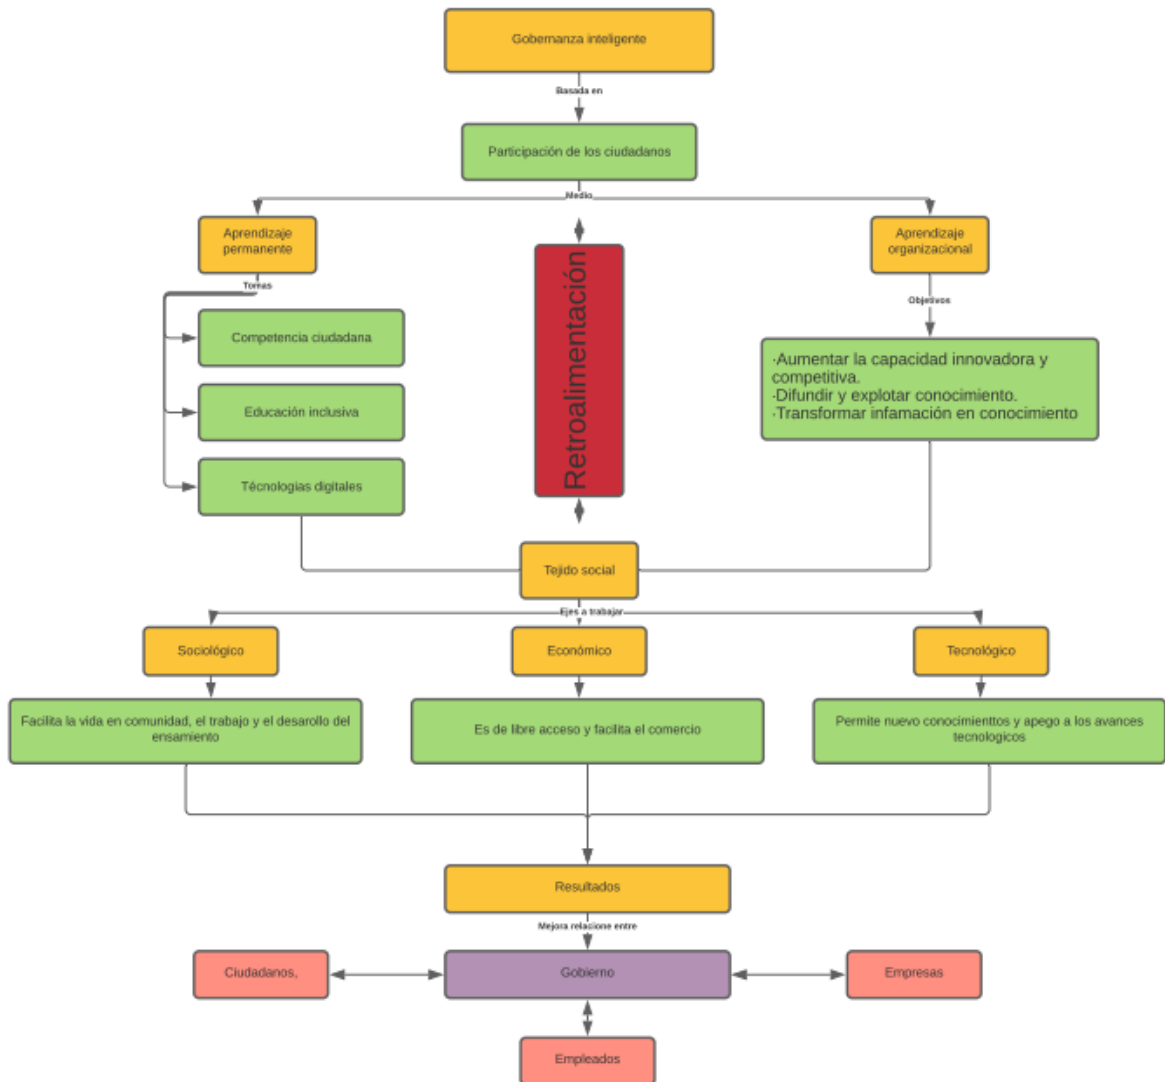 Gobernanza inteligente
Basada en
Participación de los ciudadanos
Medio
Aprendizaje
permanente
Tomas
Competencia ciudadana
Educación inclusiva
Técnologias digitales
Retroalimentación
Aprendizaje
organizacional
Objetivos
·Aumentar la capacidad innovadora y
competitiva.
·Difundir y explotar conocimiento.
·Transformar infamación en conocimiento
Tejido social
Ejes a trabajar
Sociológico
Económico
Tecnológico
Facilita la vida en comunidad, el trabajo y el desarollo del
ensamiento
Es de libre acceso y facilita el comercio
Permite nuevo conocimienttos y apego a los avances
tecnologicos
Resultados
Mejora relacione entre
Ciudadanos,
Gobierno
Empresas
Empleados